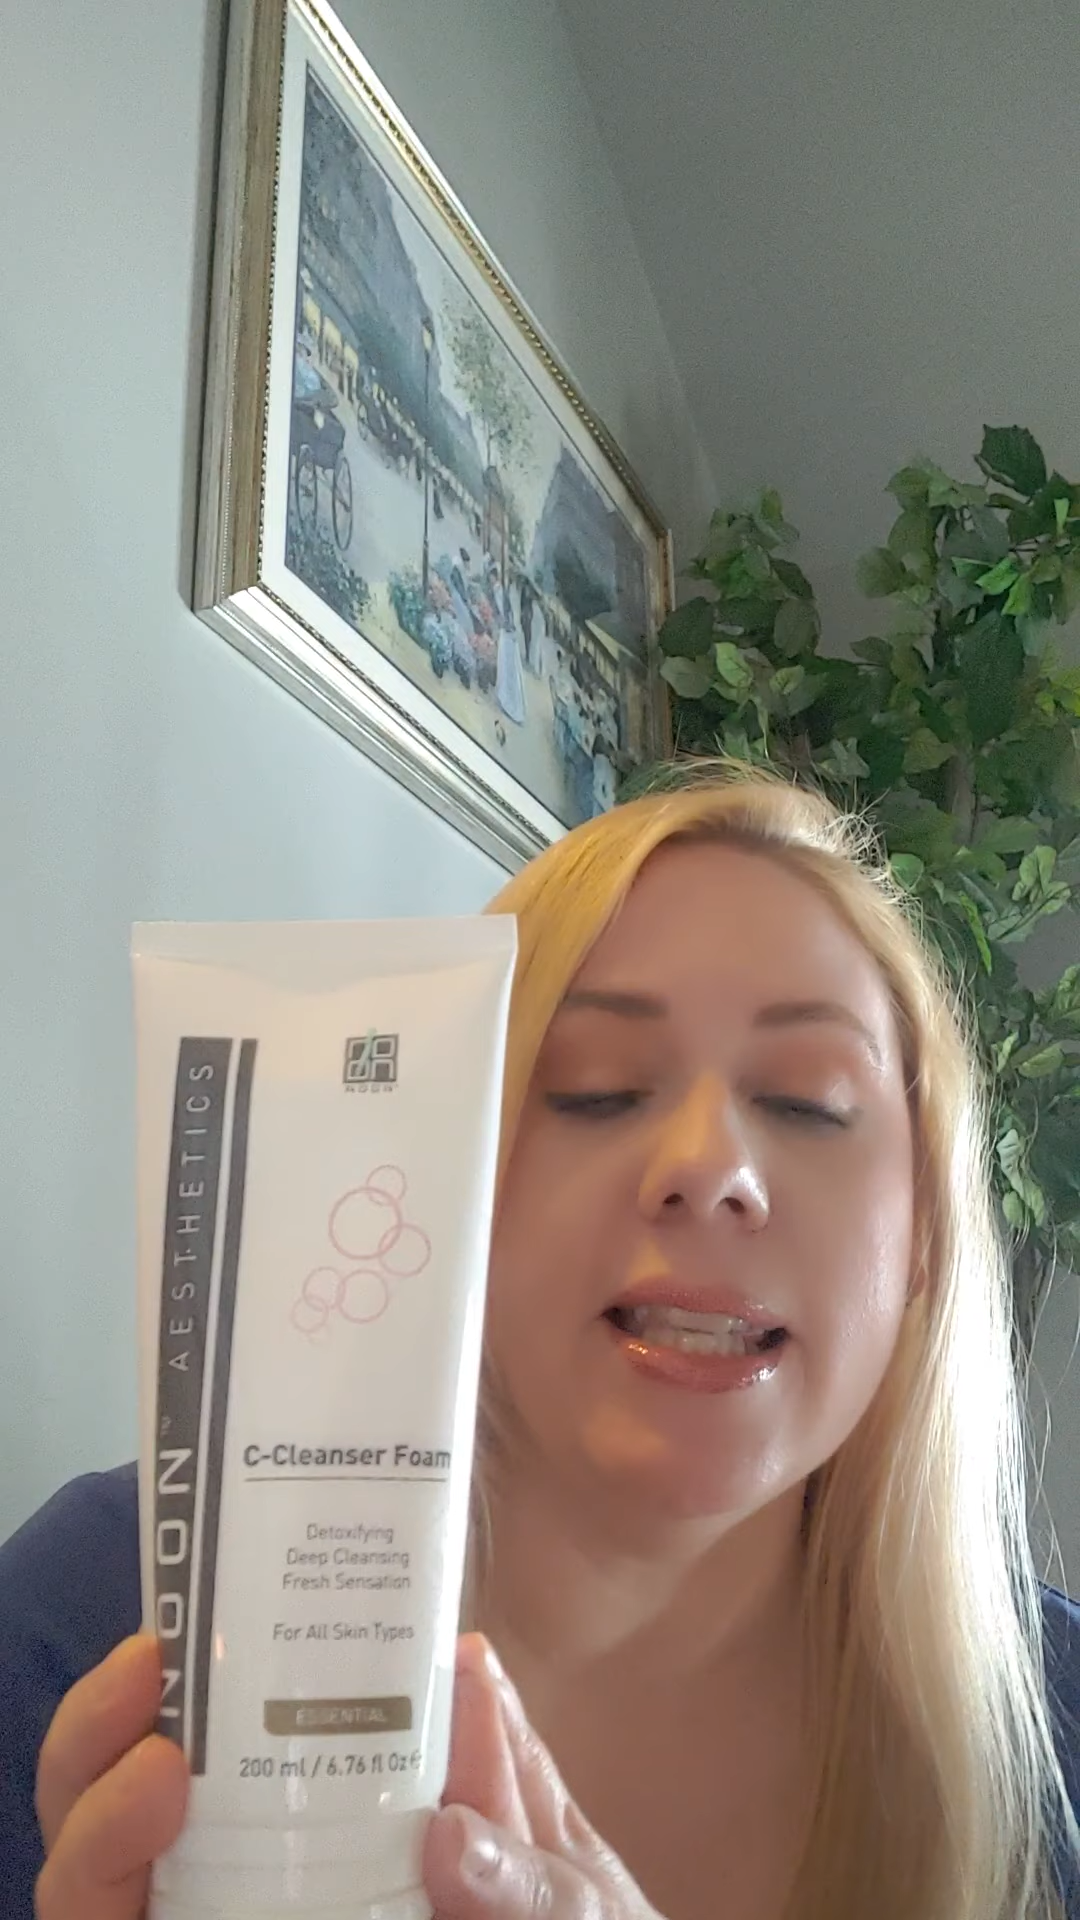 NOON
NOON™ AESTHETICS
C-Cleanser Foam
Detoxifying
Deep Cleansing
Fresh Sensation
For All Skin Types
ESSENTIAL
200 ml / 6.76 fl Oz e